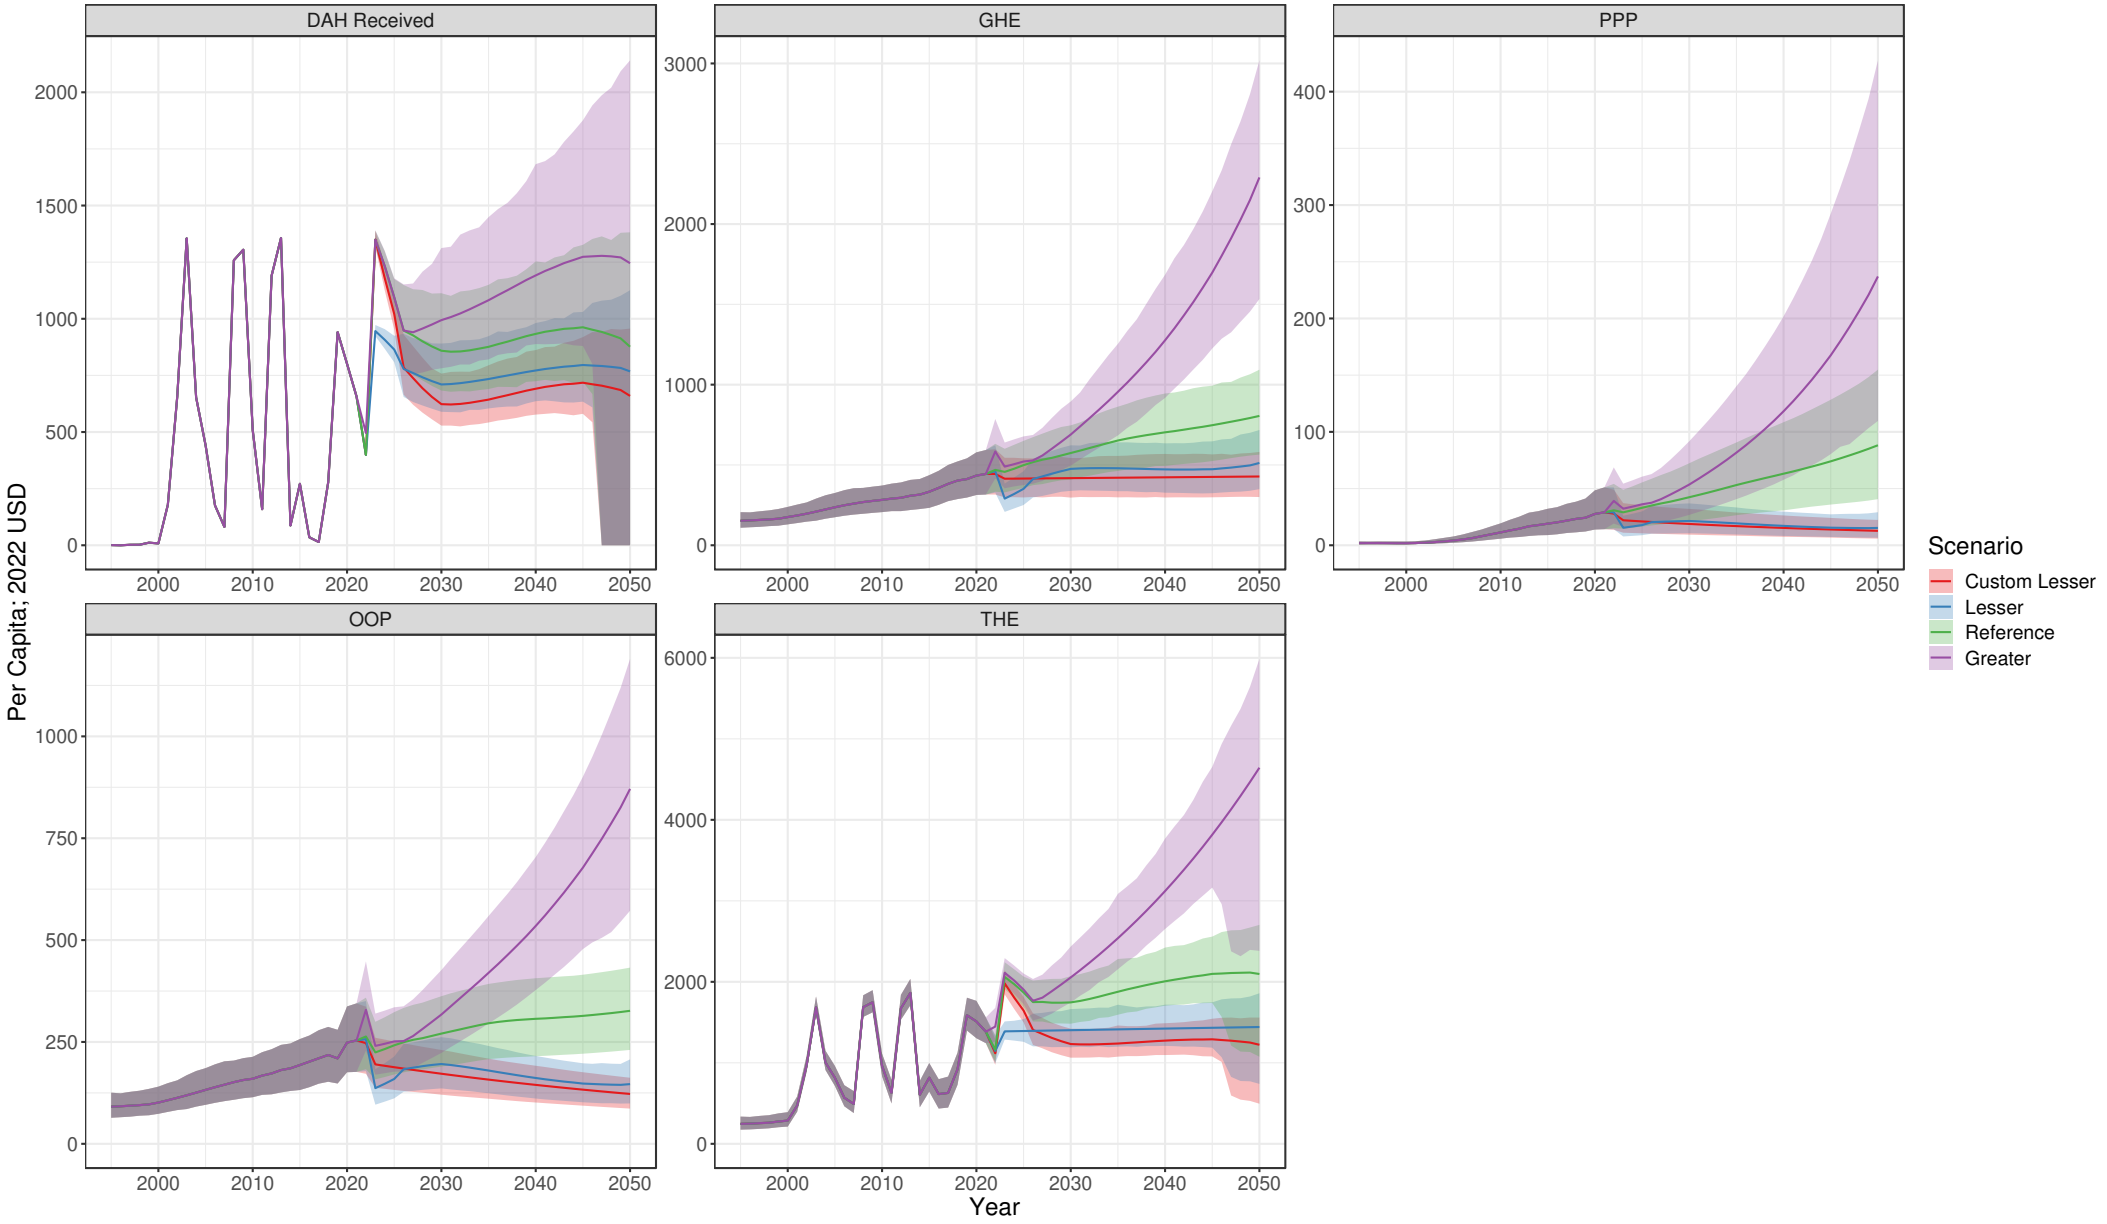 DAH Received
GHE
PPP
2000
1500
1000
500
0
3000
2000
1000
0
400
300
200
100
0
2000 2010 2020 2030 2040 2050
2000 2010 2020 2030 2040 2050
2000 2010 2020 2030 2040 2050
OOP
THE
1000
750
500
250
0
6000
4000
2000
0
2000 2010 2020 2030 2040 2050
2000 2010 2020 2030 2040 2050
Per Capita; 2022 USD
Year
Scenario
Custom Lesser
Lesser
Reference
Greater